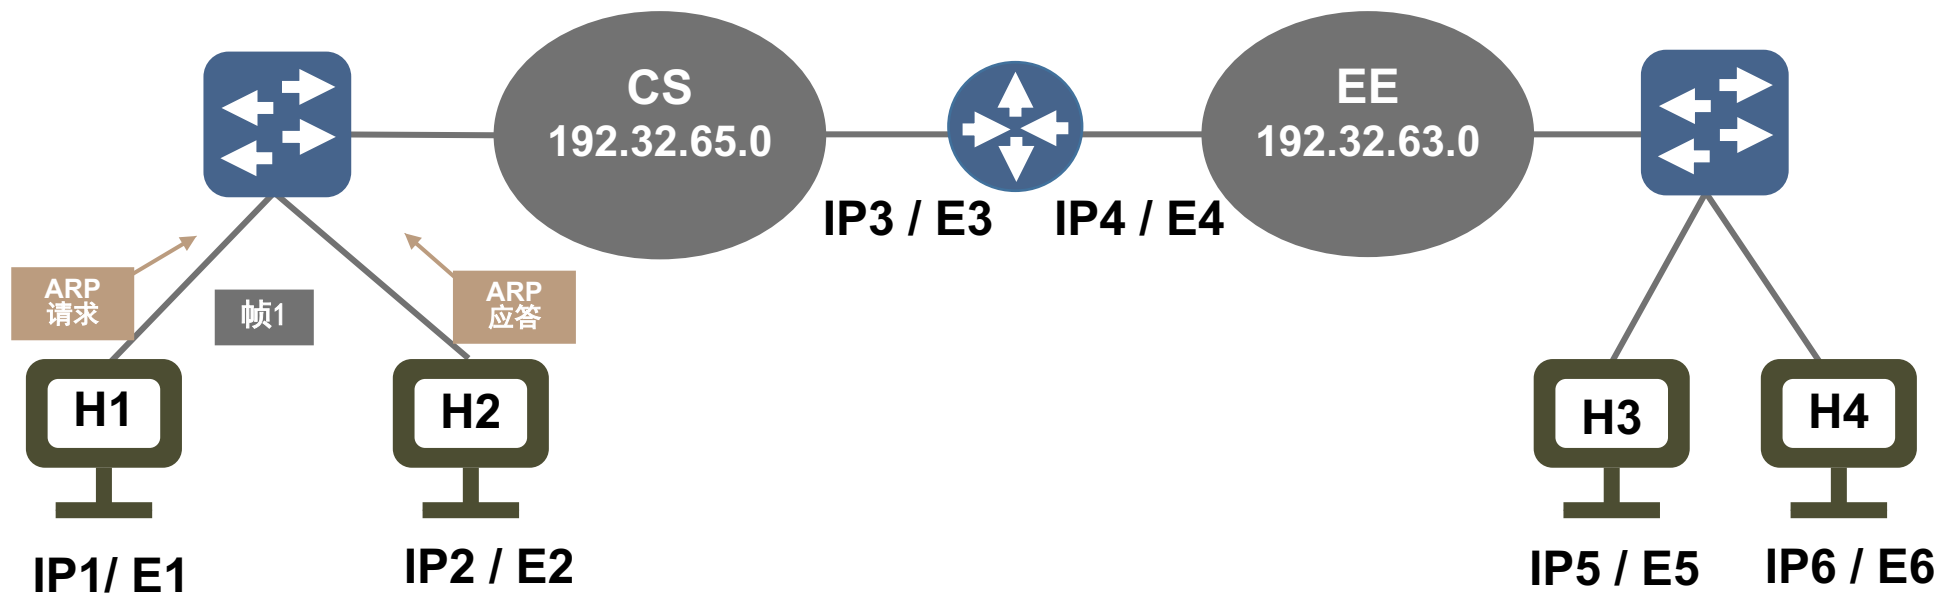 CS
192.32.65.0
EE
192.32.63.0
IP3 / E3
IP4 / E4
ARP
请求
帧1
ARP
应答
H1
H2
H3
H4
IP1/ E1
IP2 / E2
IP5 / E5
IP6 / E6